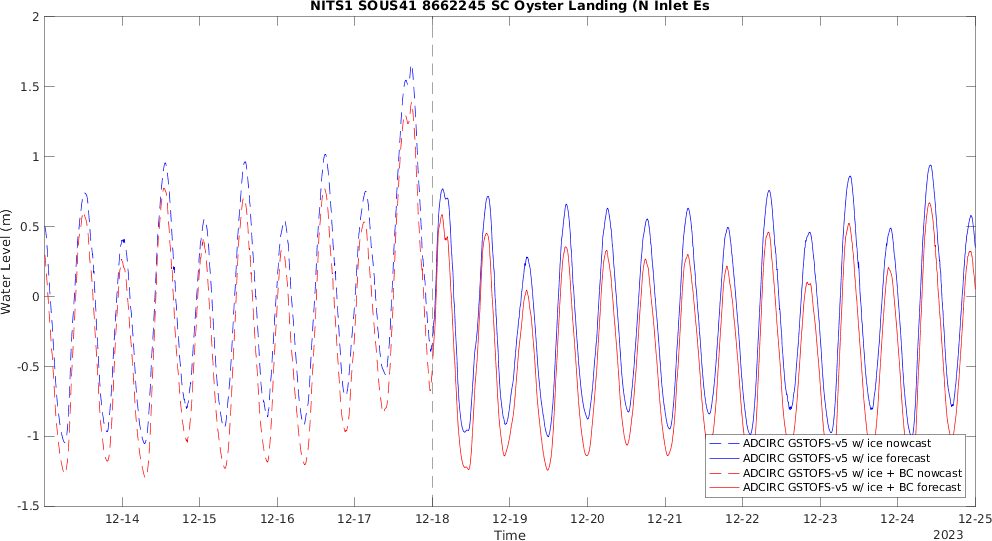 NITS1 SOUS41 8662245 SC Oyster Landing (N Inlet Es
2
1.5
1
0.5
0
-0.5
-1
-1.5
Water Level (m)
12-14 12-15 12-16 12-17 12-18 12-19 12-20 12-21 12-22 12-23 12-24 12-25
Time
2023
ADCIRC GSTOFS-v5 w/ ice nowcast
ADCIRC GSTOFS-v5 w/ ice forecast
ADCIRC GSTOFS-v5 w/ ice + BC nowcast
ADCIRC GSTOFS-v5 w/ ice + BC forecast